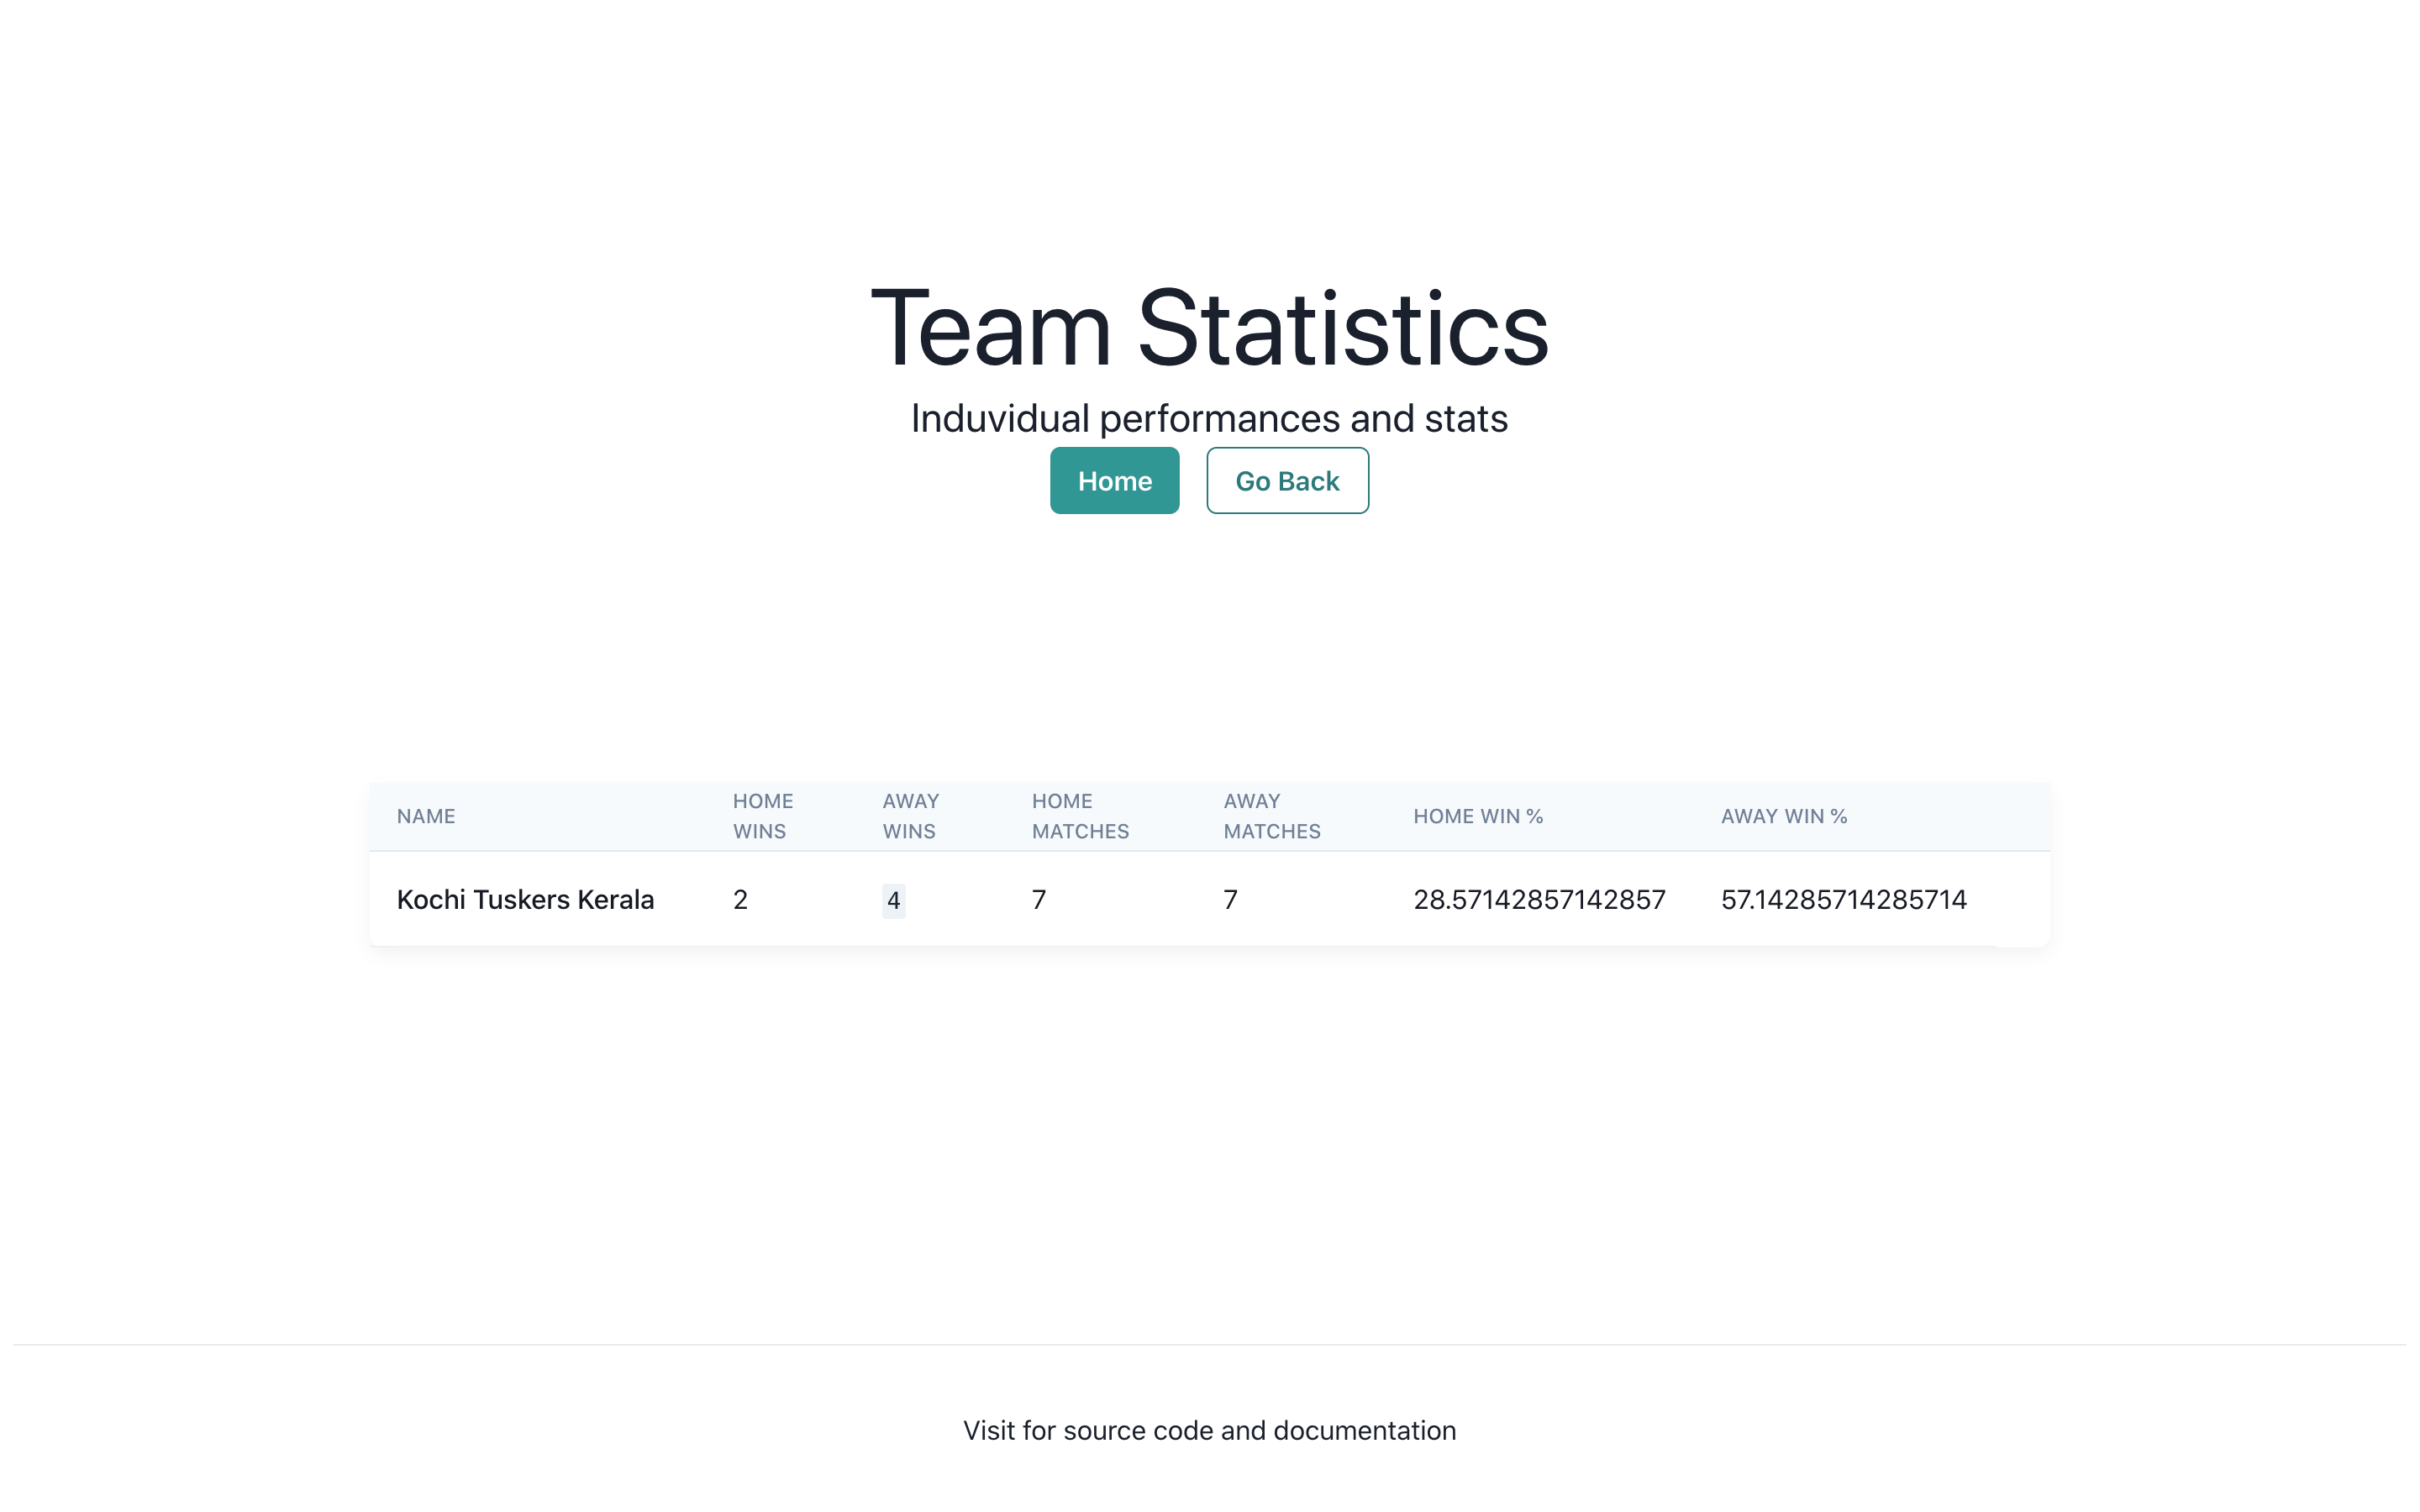 Team Statistics
Induvidual performances and stats
Home Go Back
NAME HOME WINS AWAY WINS HOME MATCHES AWAY MATCHES HOME WIN % AWAY WIN %
Kochi Tuskers Kerala 2 4 7 7 28.57142857142857 57.14285714285714
Visit for source code and documentation